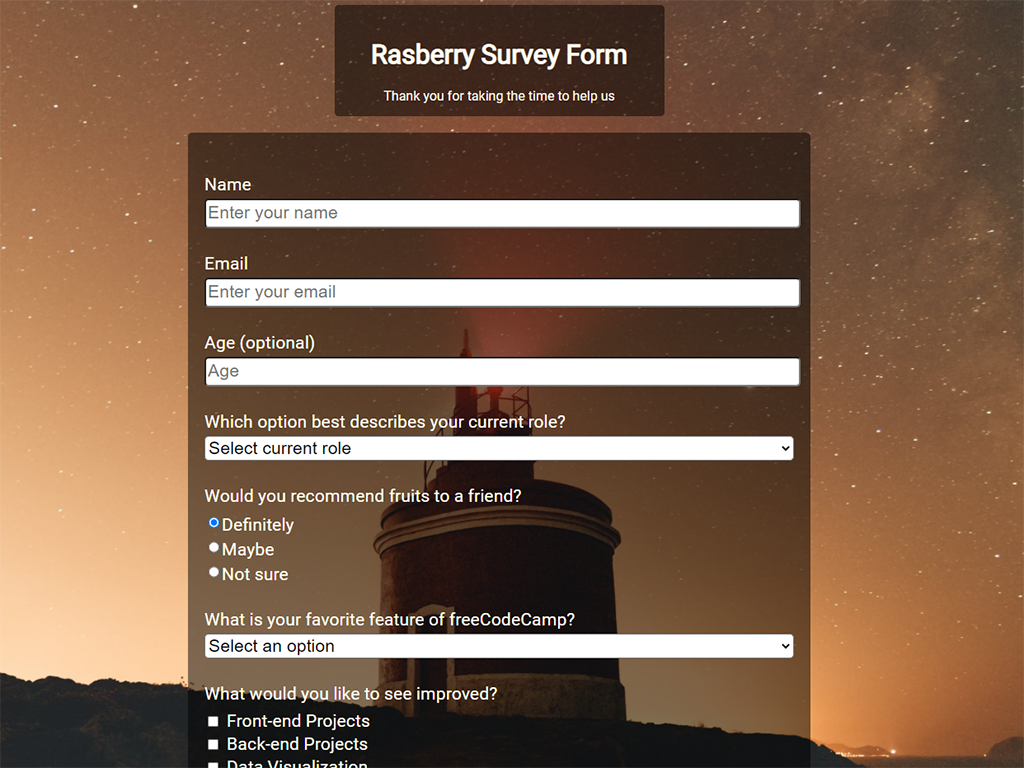 Rasberry Survey Form
Thank you for taking the time to help us
Name
Enter your name
Email
Enter your email
Age (optional)
Age
Which option best describes your current role?
Select current role
Would you recommend fruits to a friend?
Definitely
Maybe
Not sure
What is your favorite feature of freeCodeCamp?
Select an option
What would you like to see improved?
Front-end Projects
Back-end Projects
Data Visualization